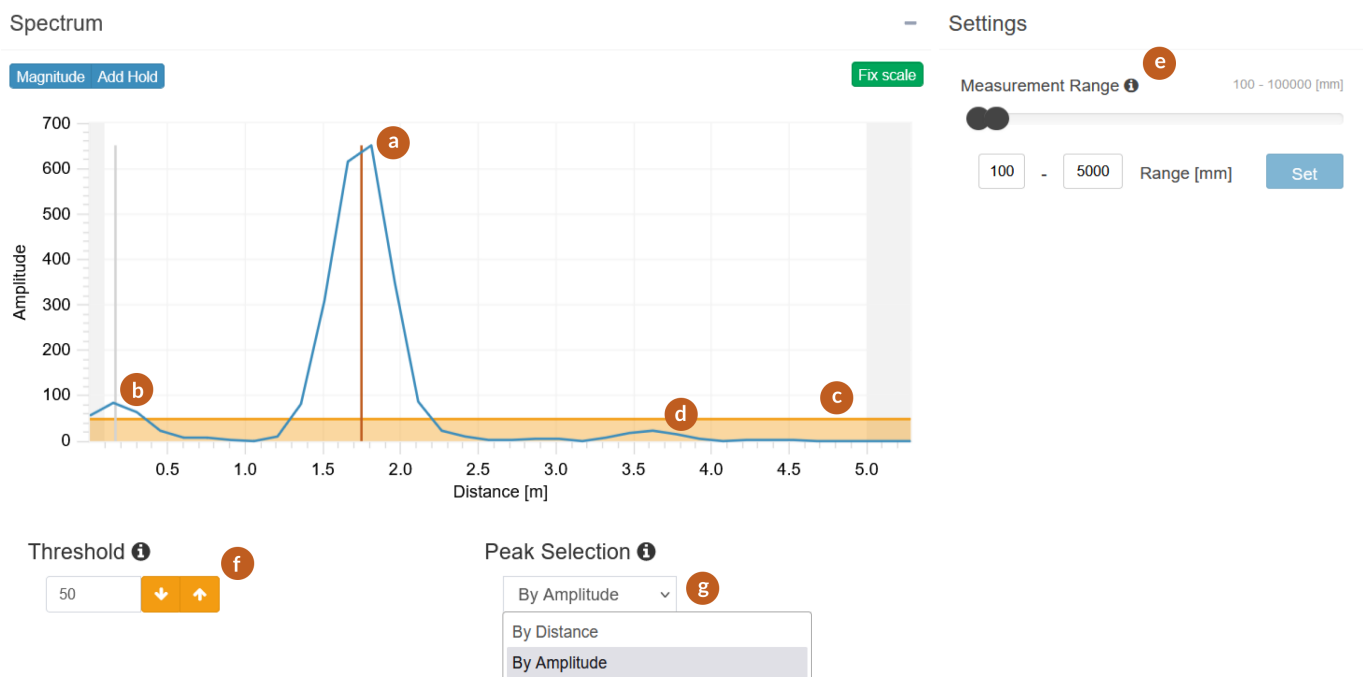 Spectrum
Settings
Magnitude Add Hold
Fix scale
e
Measurement Range
100 - 100000 [mm]
100 - 5000 Range [mm] Set
700
600
500
400
300
200
100
0
Amplitude
a
b
c
d
0.5 1.0 1.5 2.0 2.5 3.0 3.5 4.0 4.5 5.0
Distance [m]
Threshold
f
50
Peak Selection
g
By Amplitude
By Distance
By Amplitude